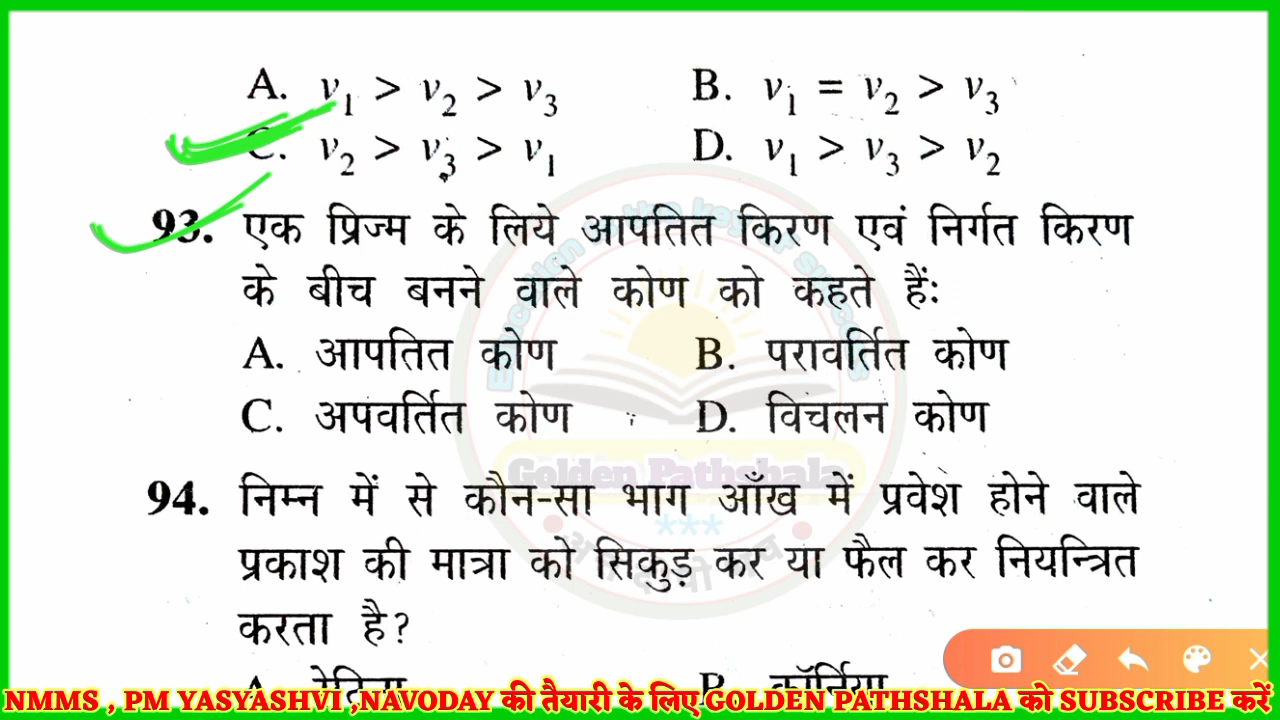 A. v₁ > v₂ > v₃ B. v₁ = v₂ > v₃
C. v₂ > v₃ > v₁ D. v₁ > v₃ > v₂
93. एक प्रिज्म के लिये आपतित किरण एवं निर्गत किरण
के बीच बनने वाले कोण को कहते हैं:
A. आपतित कोण B. परावर्तित कोण
C. अपवर्तित कोण D. विचलन कोण
Golden Pathshala
94. निम्न में से कौन-सा भाग आँख में प्रवेश होने वाले
प्रकाश की मात्रा को सिकुड़ कर या फैल कर नियन्त्रित
करता है?
A. रेटिना B. कॉर्निया
NMMS , PM YASYASHVI ,NAVODAY की तैयारी के लिए GOLDEN PATHSHALA को SUBSCRIBE करें